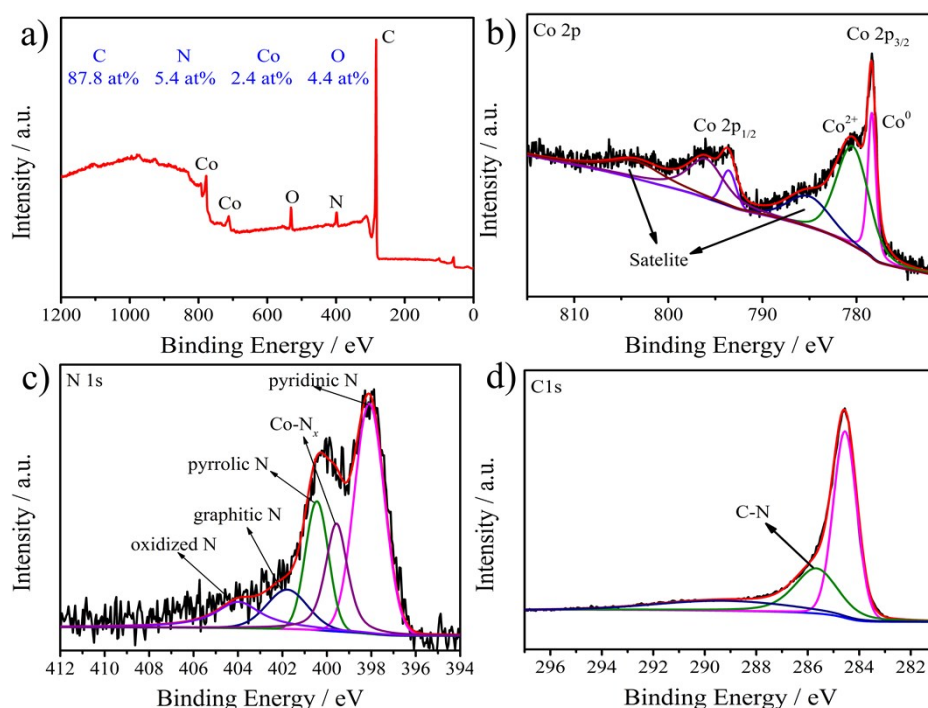 a)
C N Co O
87.8 at% 5.4 at% 2.4 at% 4.4 at%
C
Co
Co
O
N
Intensity / a.u.
1200 1000 800 600 400 200 0
Binding Energy / eV
b)
Co 2p
Co 2p3/2
Co 2p1/2
Co2+
Co0
Satelite
Intensity / a.u.
810 800 790 780
Binding Energy / eV
c)
N 1s
pyridinic N
Co-Nx
pyrrolic N
graphitic N
oxidized N
Intensity / a.u.
412 410 408 406 404 402 400 398 396 394
Binding Energy / eV
d)
C1s
C-N
Intensity / a.u.
296 294 292 290 288 286 284 282
Binding Energy / eV